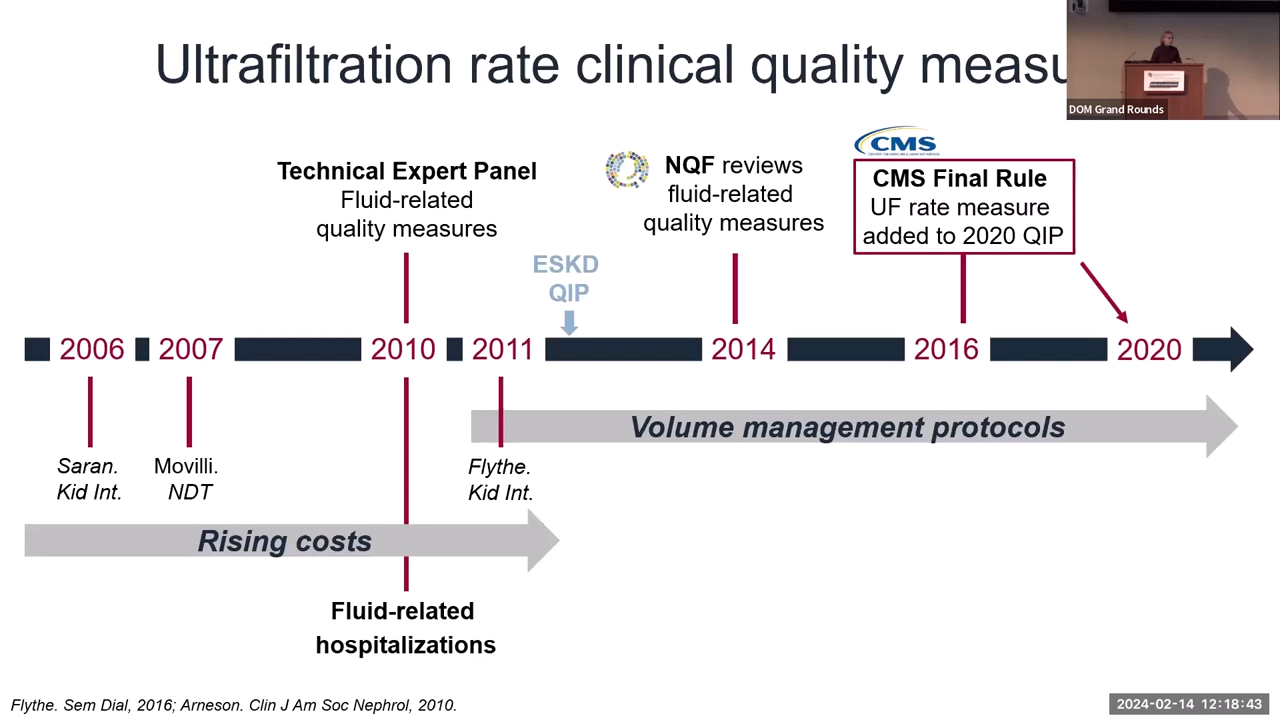 Ultrafiltration rate clinical quality measu
DOM Grand Rounds
Technical Expert Panel
Fluid-related
quality measures
NQF reviews
fluid-related
quality measures
CMS
CMS Final Rule
UF rate measure
added to 2020 QIP
ESKD
QIP
2006 2007 2010 2011 2014 2016 2020
Volume management protocols
Saran.
Kid Int.
Movilli.
NDT
Flythe.
Kid Int.
Rising costs
Fluid-related
hospitalizations
Flythe. Sem Dial, 2016; Arneson. Clin J Am Soc Nephrol, 2010.
2024-02-14 12:18:43